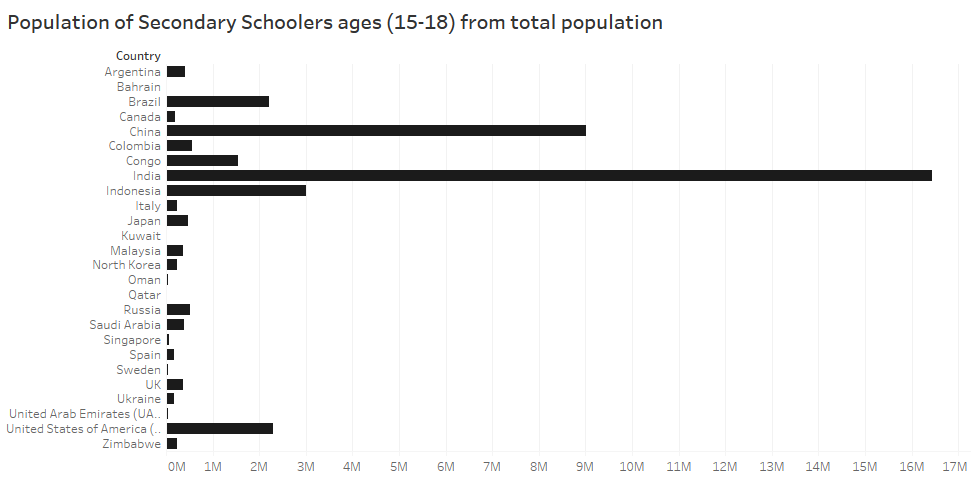 Population of Secondary Schoolers ages (15-18) from total population
Country
Argentina
Bahrain
Brazil
Canada
China
Colombia
Congo
India
Indonesia
Italy
Japan
Kuwait
Malaysia
North Korea
Oman
Qatar
Russia
Saudi Arabia
Singapore
Spain
Sweden
UK
Ukraine
United Arab Emirates (UA..
United States of America (..
Zimbabwe
0M 1M 2M 3M 4M 5M 6M 7M 8M 9M 10M 11M 12M 13M 14M 15M 16M 17M